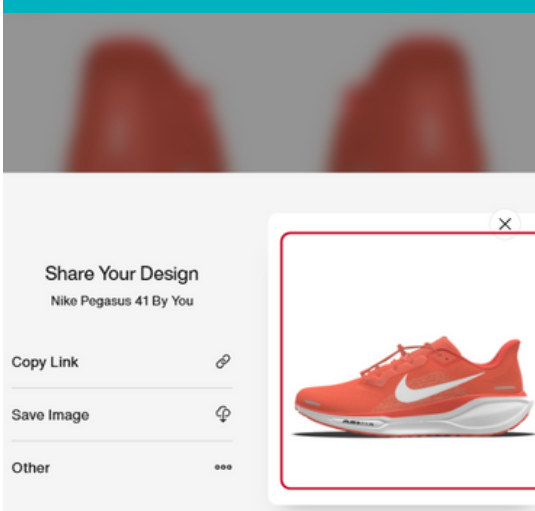 Share Your Design
Nike Pegasus 41 By You
Copy Link
Save Image
Other